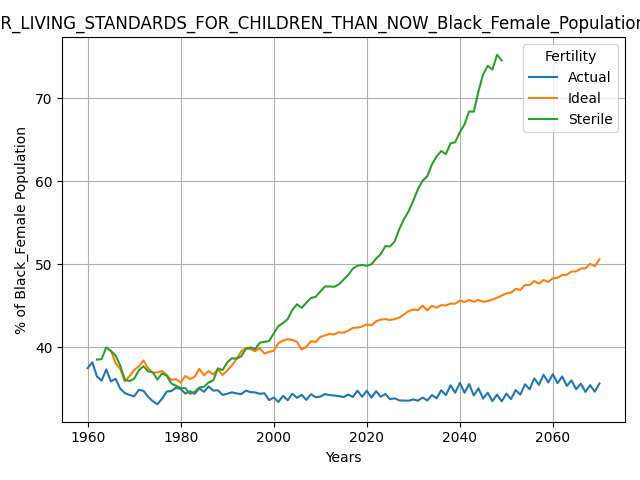 R_LIVING_STANDARDS_FOR_CHILDREN_THAN_NOW_Black_Female_Population
Fertility
Actual
Ideal
Sterile
% of Black_Female Population
70
60
50
40
1960
1980
2000
2020
2040
2060
Years